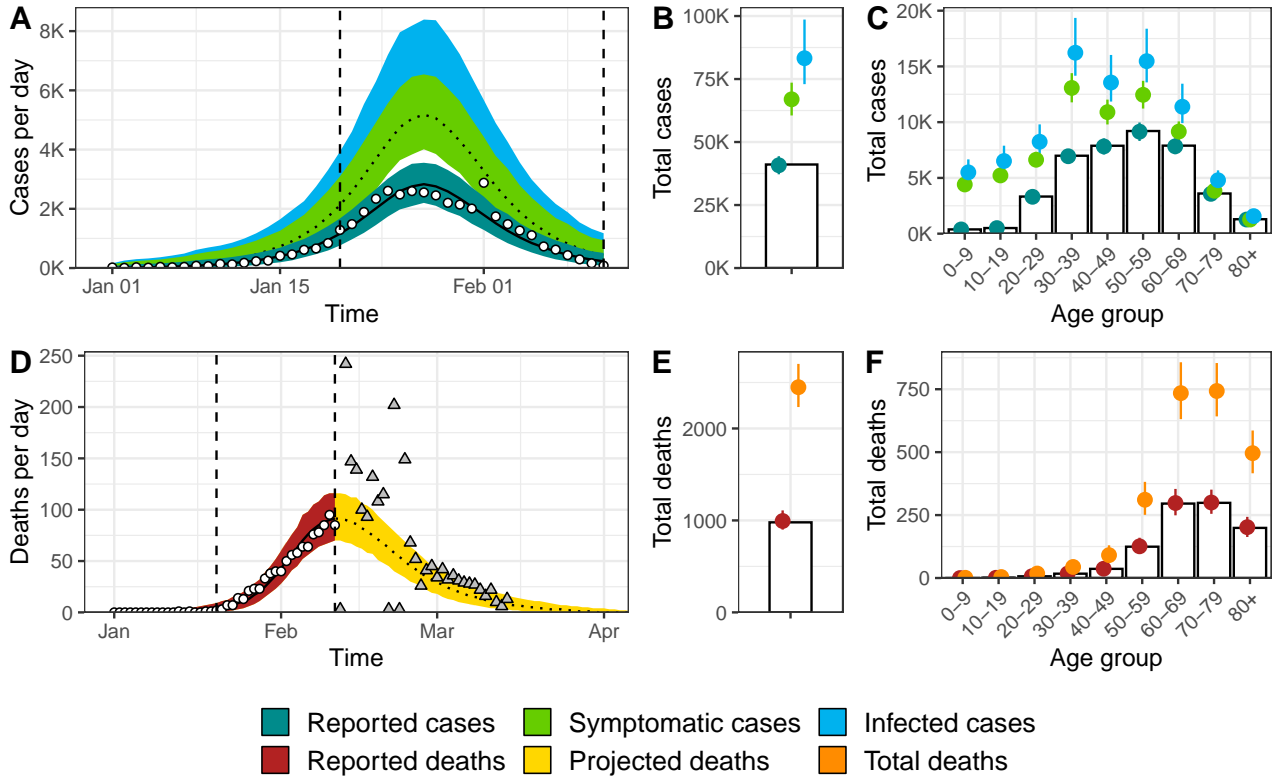 A
Cases per day
8K
6K
4K
2K
0K
Jan 01
Jan 15
Feb 01
Time
B
Total cases
100K
75K
50K
25K
0K
C
Total cases
20K
15K
10K
5K
0K
0–9
10–19
20–29
30–39
40–49
50–59
60–69
70–79
80+
Age group
D
Deaths per day
250
200
150
100
50
0
Jan
Feb
Mar
Apr
Time
E
Total deaths
2000
1000
0
F
Total deaths
750
500
250
0
0–9
10–19
20–29
30–39
40–49
50–59
60–69
70–79
80+
Age group
Reported cases
Symptomatic cases
Infected cases
Reported deaths
Projected deaths
Total deaths